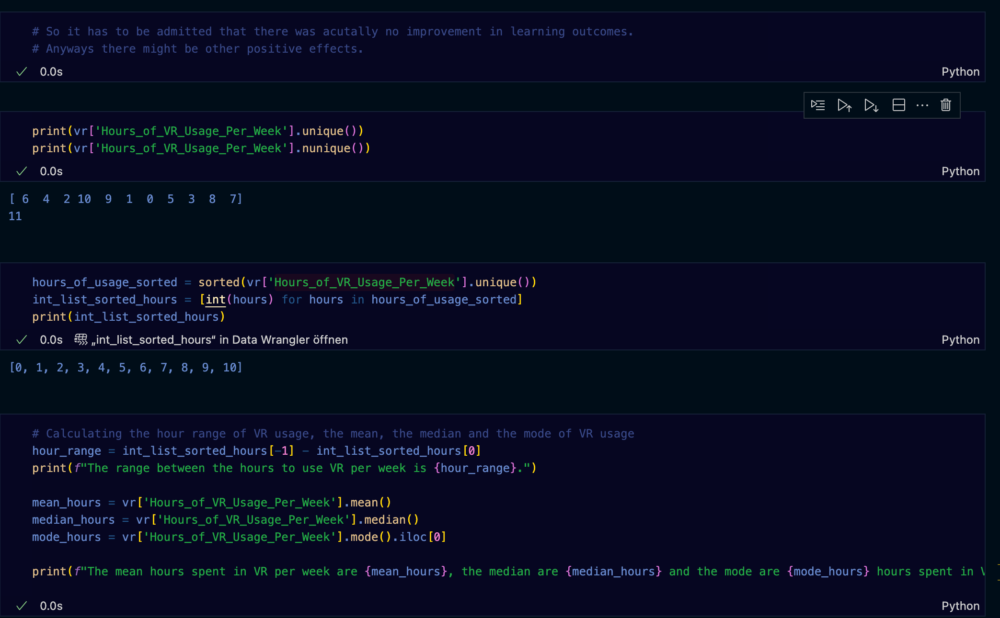 # So it has to be admitted that there was acutally no improvement in learning outcomes.
# Anyways there might be other positive effects.
0.0s
Python
print(vr['Hours_of_VR_Usage_Per_Week'].unique())
print(vr['Hours_of_VR_Usage_Per_Week'].nunique())
0.0s
Python
[ 6  4  2 10  9  1  0  5  3  8  7]
11
hours_of_usage_sorted = sorted(vr['Hours_of_VR_Usage_Per_Week'].unique())
int_list_sorted_hours = [int(hours) for hours in hours_of_usage_sorted]
print(int_list_sorted_hours)
0.0s „int_list_sorted_hours“ in Data Wrangler öffnen
Python
[0, 1, 2, 3, 4, 5, 6, 7, 8, 9, 10]
# Calculating the hour range of VR usage, the mean, the median and the mode of VR usage
hour_range = int_list_sorted_hours[-1] - int_list_sorted_hours[0]
print(f"The range between the hours to use VR per week is {hour_range}.")
mean_hours = vr['Hours_of_VR_Usage_Per_Week'].mean()
median_hours = vr['Hours_of_VR_Usage_Per_Week'].median()
mode_hours = vr['Hours_of_VR_Usage_Per_Week'].mode().iloc[0]
print(f"The mean hours spent in VR per week are {mean_hours}, the median are {median_hours} and the mode are {mode_hours} hours spent in
0.0s
Python